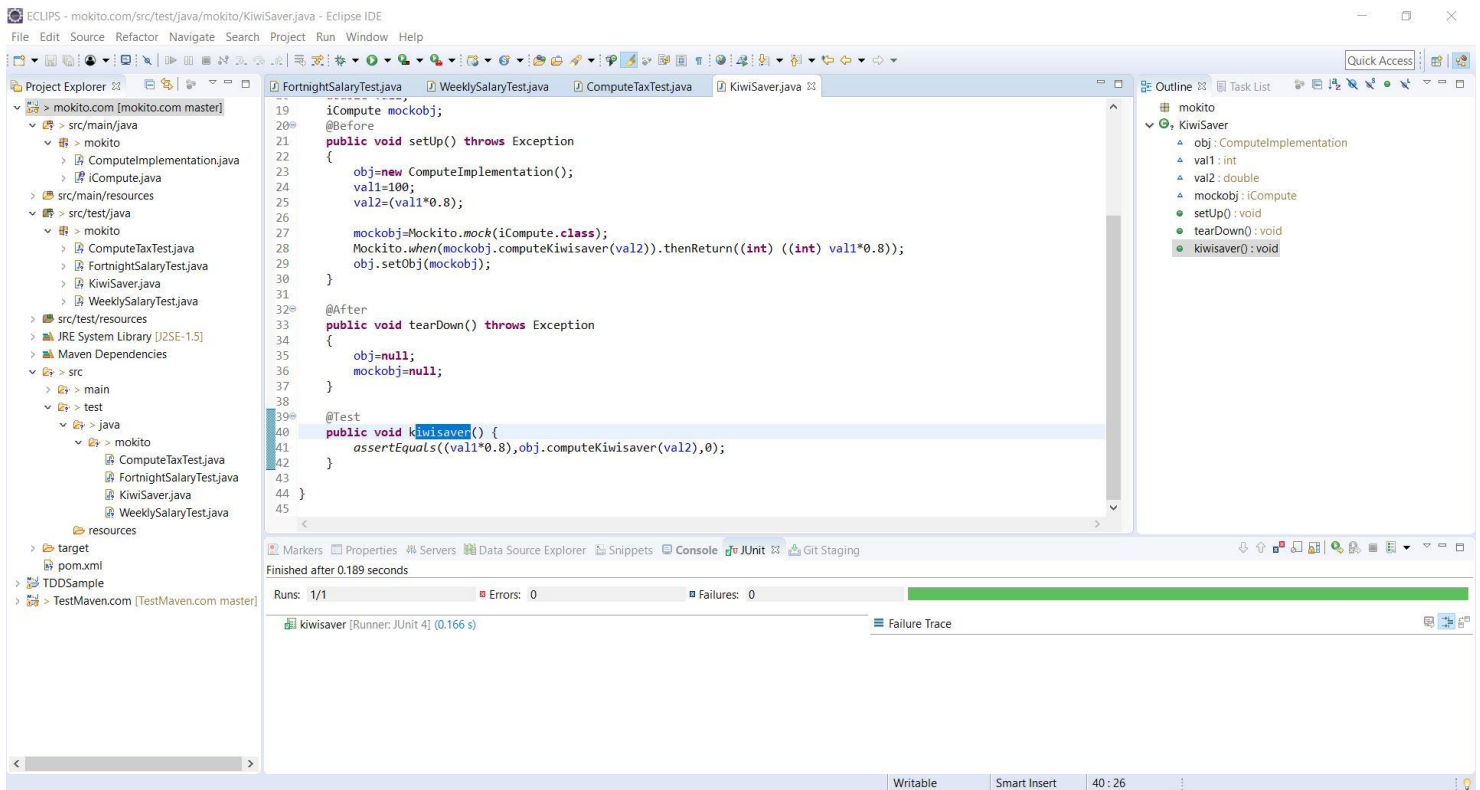 ECLIPS - mokito.com/src/test/java/mokito/KiwiSaver.java - Eclipse IDE
File Edit Source Refactor Navigate Search Project Run Window Help
Quick Access
Project Explorer
> mokito.com [mokito.com master]
> src/main/java
> mokito
ComputeImplementation.java
iCompute.java
src/main/resources
> src/test/java
> mokito
ComputeTaxTest.java
FortnightSalaryTest.java
KiwiSaver.java
WeeklySalaryTest.java
src/test/resources
JRE System Library [J2SE-1.5]
Maven Dependencies
> src
> main
> test
> java
> mokito
ComputeTaxTest.java
FortnightSalaryTest.java
KiwiSaver.java
WeeklySalaryTest.java
resources
target
pom.xml
TDDSample
> TestMaven.com [TestMaven.com master]
FortnightSalaryTest.java WeeklySalaryTest.java ComputeTaxTest.java KiwiSaver.java
19 iCompute mockobj;
20 @Before
21 public void setUp() throws Exception
22 {
23 obj=new ComputeImplementation();
24 val1=100;
25 val2=(val1*0.8);
26
27 mockobj=Mockito.mock(iCompute.class);
28 Mockito.when(mockobj.computeKiwisaver(val2)).thenReturn((int) ((int) val1*0.8));
29 obj.setObj(mockobj);
30 }
31
32 @After
33 public void tearDown() throws Exception
34 {
35 obj=null;
36 mockobj=null;
37 }
38
39 @Test
40 public void kiwisaver() {
41 assertEquals((val1*0.8),obj.computeKiwisaver(val2),0);
42 }
43
44 }
45
Outline Task List
mokito
KiwiSaver
obj : ComputeImplementation
val1 : int
val2 : double
mockobj : iCompute
setUp() : void
tearDown() : void
kiwisaver() : void
Markers Properties Servers Data Source Explorer Snippets Console JUnit Git Staging
Finished after 0.189 seconds
Runs: 1/1 Errors: 0 Failures: 0
kiwisaver [Runner: JUnit 4] (0.166 s)
Failure Trace
Writable Smart Insert 40 : 26